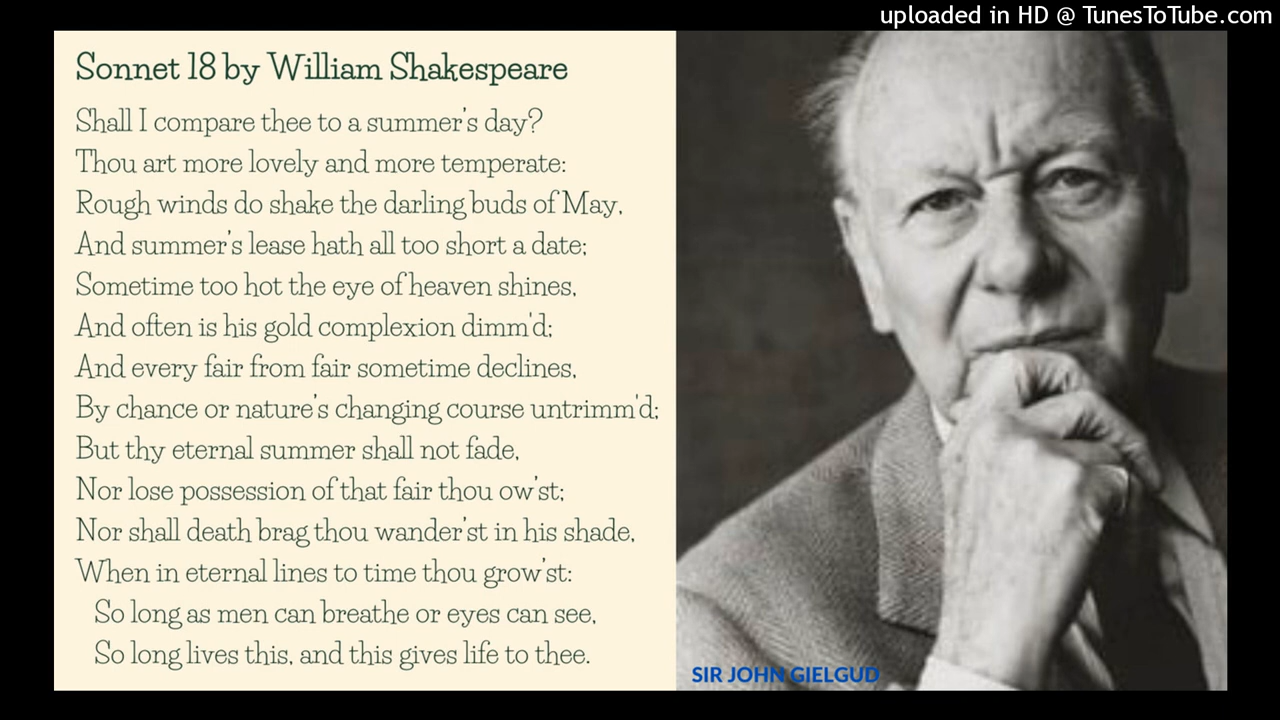 uploaded in HD @ TunesToTube.com
Sonnet 18 by William Shakespeare
Shall I compare thee to a summer's day?
Thou art more lovely and more temperate:
Rough winds do shake the darling buds of May,
And summer's lease hath all too short a date;
Sometime too hot the eye of heaven shines,
And often is his gold complexion dimm'd;
And every fair from fair sometime declines,
By chance or nature's changing course untrimm'd;
But thy eternal summer shall not fade,
Nor lose possession of that fair thou ow'st;
Nor shall death brag thou wander'st in his shade,
When in eternal lines to time thou grow'st:
So long as men can breathe or eyes can see,
So long lives this, and this gives life to thee.
SIR JOHN GIELGUD